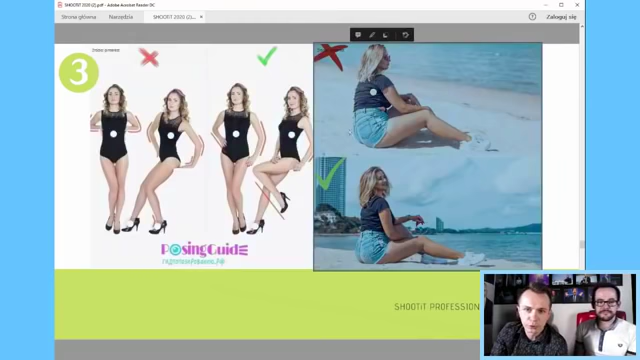 SHOOTiT 2020 (2).pdf - Adobe Acrobat Reader DC
Strona główna
Narzędzia
SHOOTiT 2020 (2)...
Zaloguj się
3
PosingGuide
SHOOTiT PROFESSION